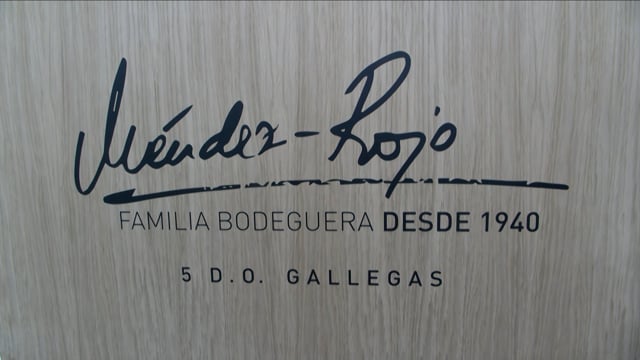 Méndez-Rojo
FAMILIA BODEGUERA DESDE 1940
5 D.O. GALLEGAS